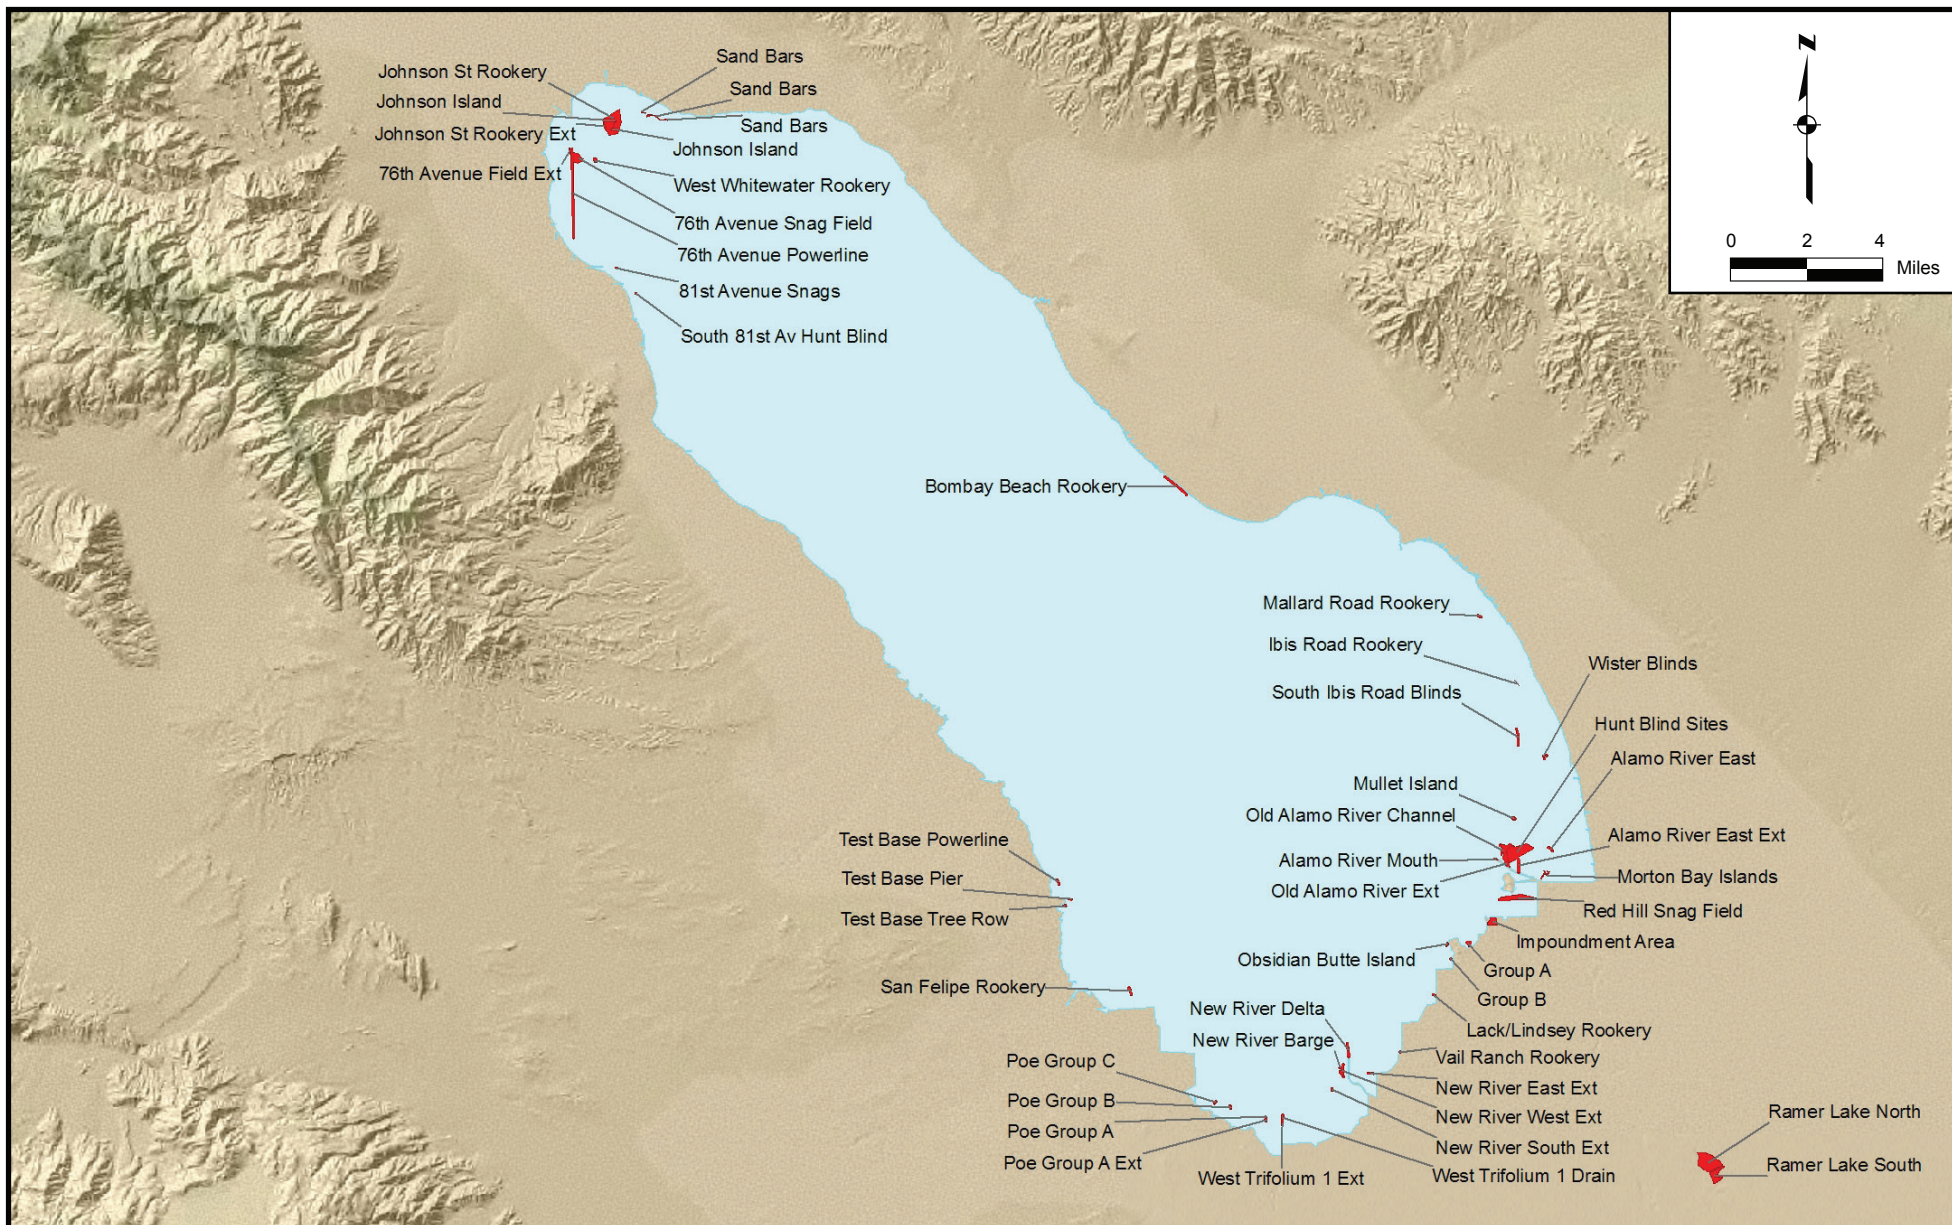 Johnson St Rookery
Johnson Island
Johnson St Rookery Ext
76th Avenue Field Ext
Sand Bars
Sand Bars
Sand Bars
Johnson Island
West Whitewater Rookery
76th Avenue Snag Field
76th Avenue Powerline
81st Avenue Snags
South 81st Av Hunt Blind
N
0 2 4
Miles
Bombay Beach Rookery
Mallard Road Rookery
Ibis Road Rookery
South Ibis Road Blinds
Wister Blinds
Hunt Blind Sites
Alamo River East
Mullet Island
Old Alamo River Channel
Alamo River Mouth
Old Alamo River Ext
Alamo River East Ext
Morton Bay Islands
Red Hill Snag Field
Impoundment Area
Obsidian Butte Island
Group A
Group B
Lack/Lindsey Rookery
Vail Ranch Rookery
Test Base Powerline
Test Base Pier
Test Base Tree Row
San Felipe Rookery
New River Delta
New River Barge
New River East Ext
New River West Ext
New River South Ext
West Trifolium 1 Drain
West Trifolium 1 Ext
Poe Group C
Poe Group B
Poe Group A
Poe Group A Ext
Ramer Lake North
Ramer Lake South